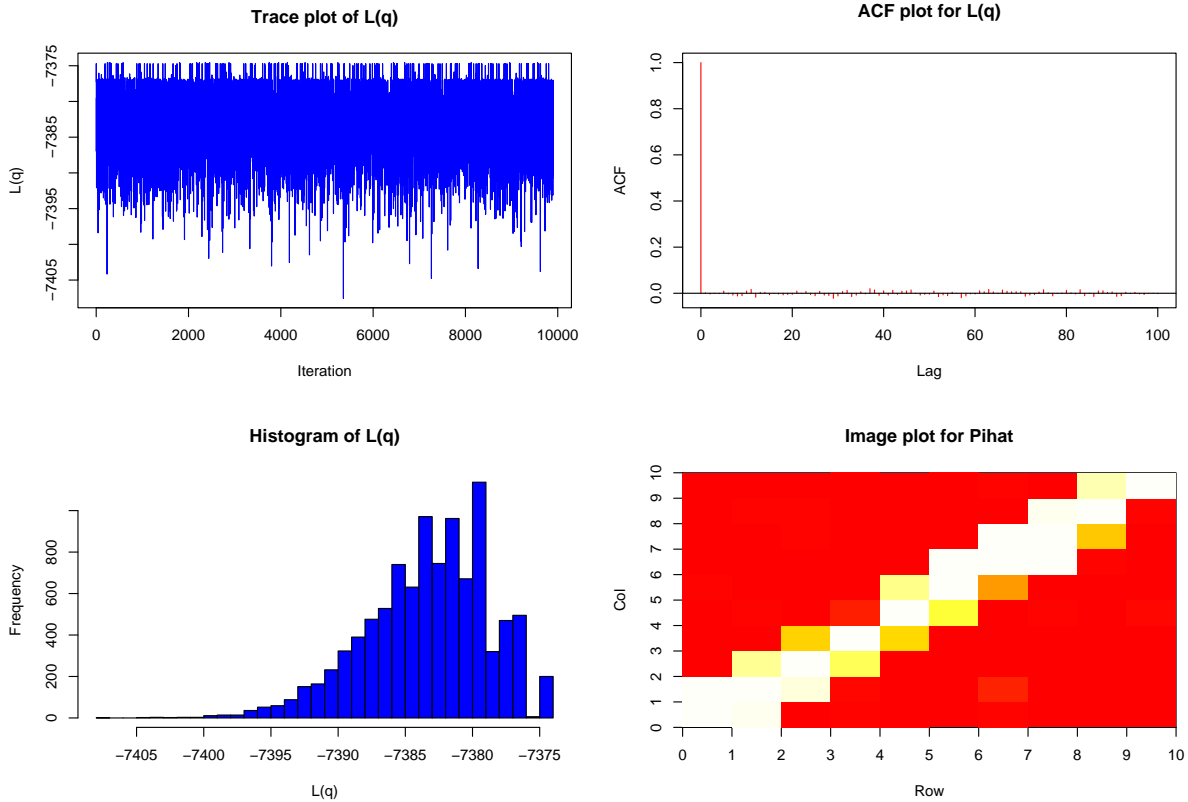 Trace plot of L(q)
L(q)
−7375
−7385
−7395
−7405
0 2000 4000 6000 8000 10000
Iteration
ACF plot for L(q)
ACF
1.0
0.8
0.6
0.4
0.2
0.0
0 20 40 60 80 100
Lag
Histogram of L(q)
Frequency
800
600
400
200
0
−7405 −7400 −7395 −7390 −7385 −7380 −7375
L(q)
Image plot for Pihat
Col
10
9
8
7
6
5
4
3
2
1
0
0 1 2 3 4 5 6 7 8 9 10
Row